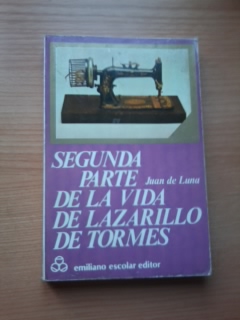 SEGUNDA
PARTE Juan de Luna
DE LA VIDA
DE LAZARILLO
DE TORMES
emiliano escolar editor